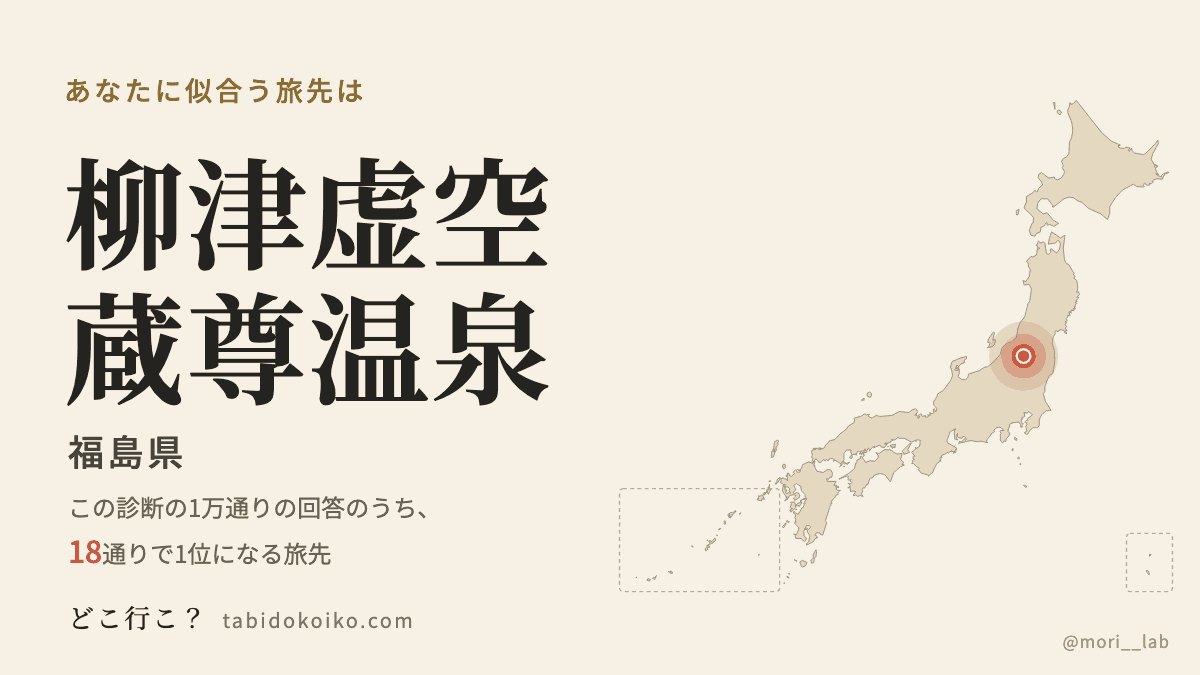 あなたに似合う旅先は
柳津虚空
蔵尊温泉
福島県
この診断の1万通りの回答のうち、
18通りで1位になる旅先
どこ行こ？ tabidokoiko.com
@mori__lab